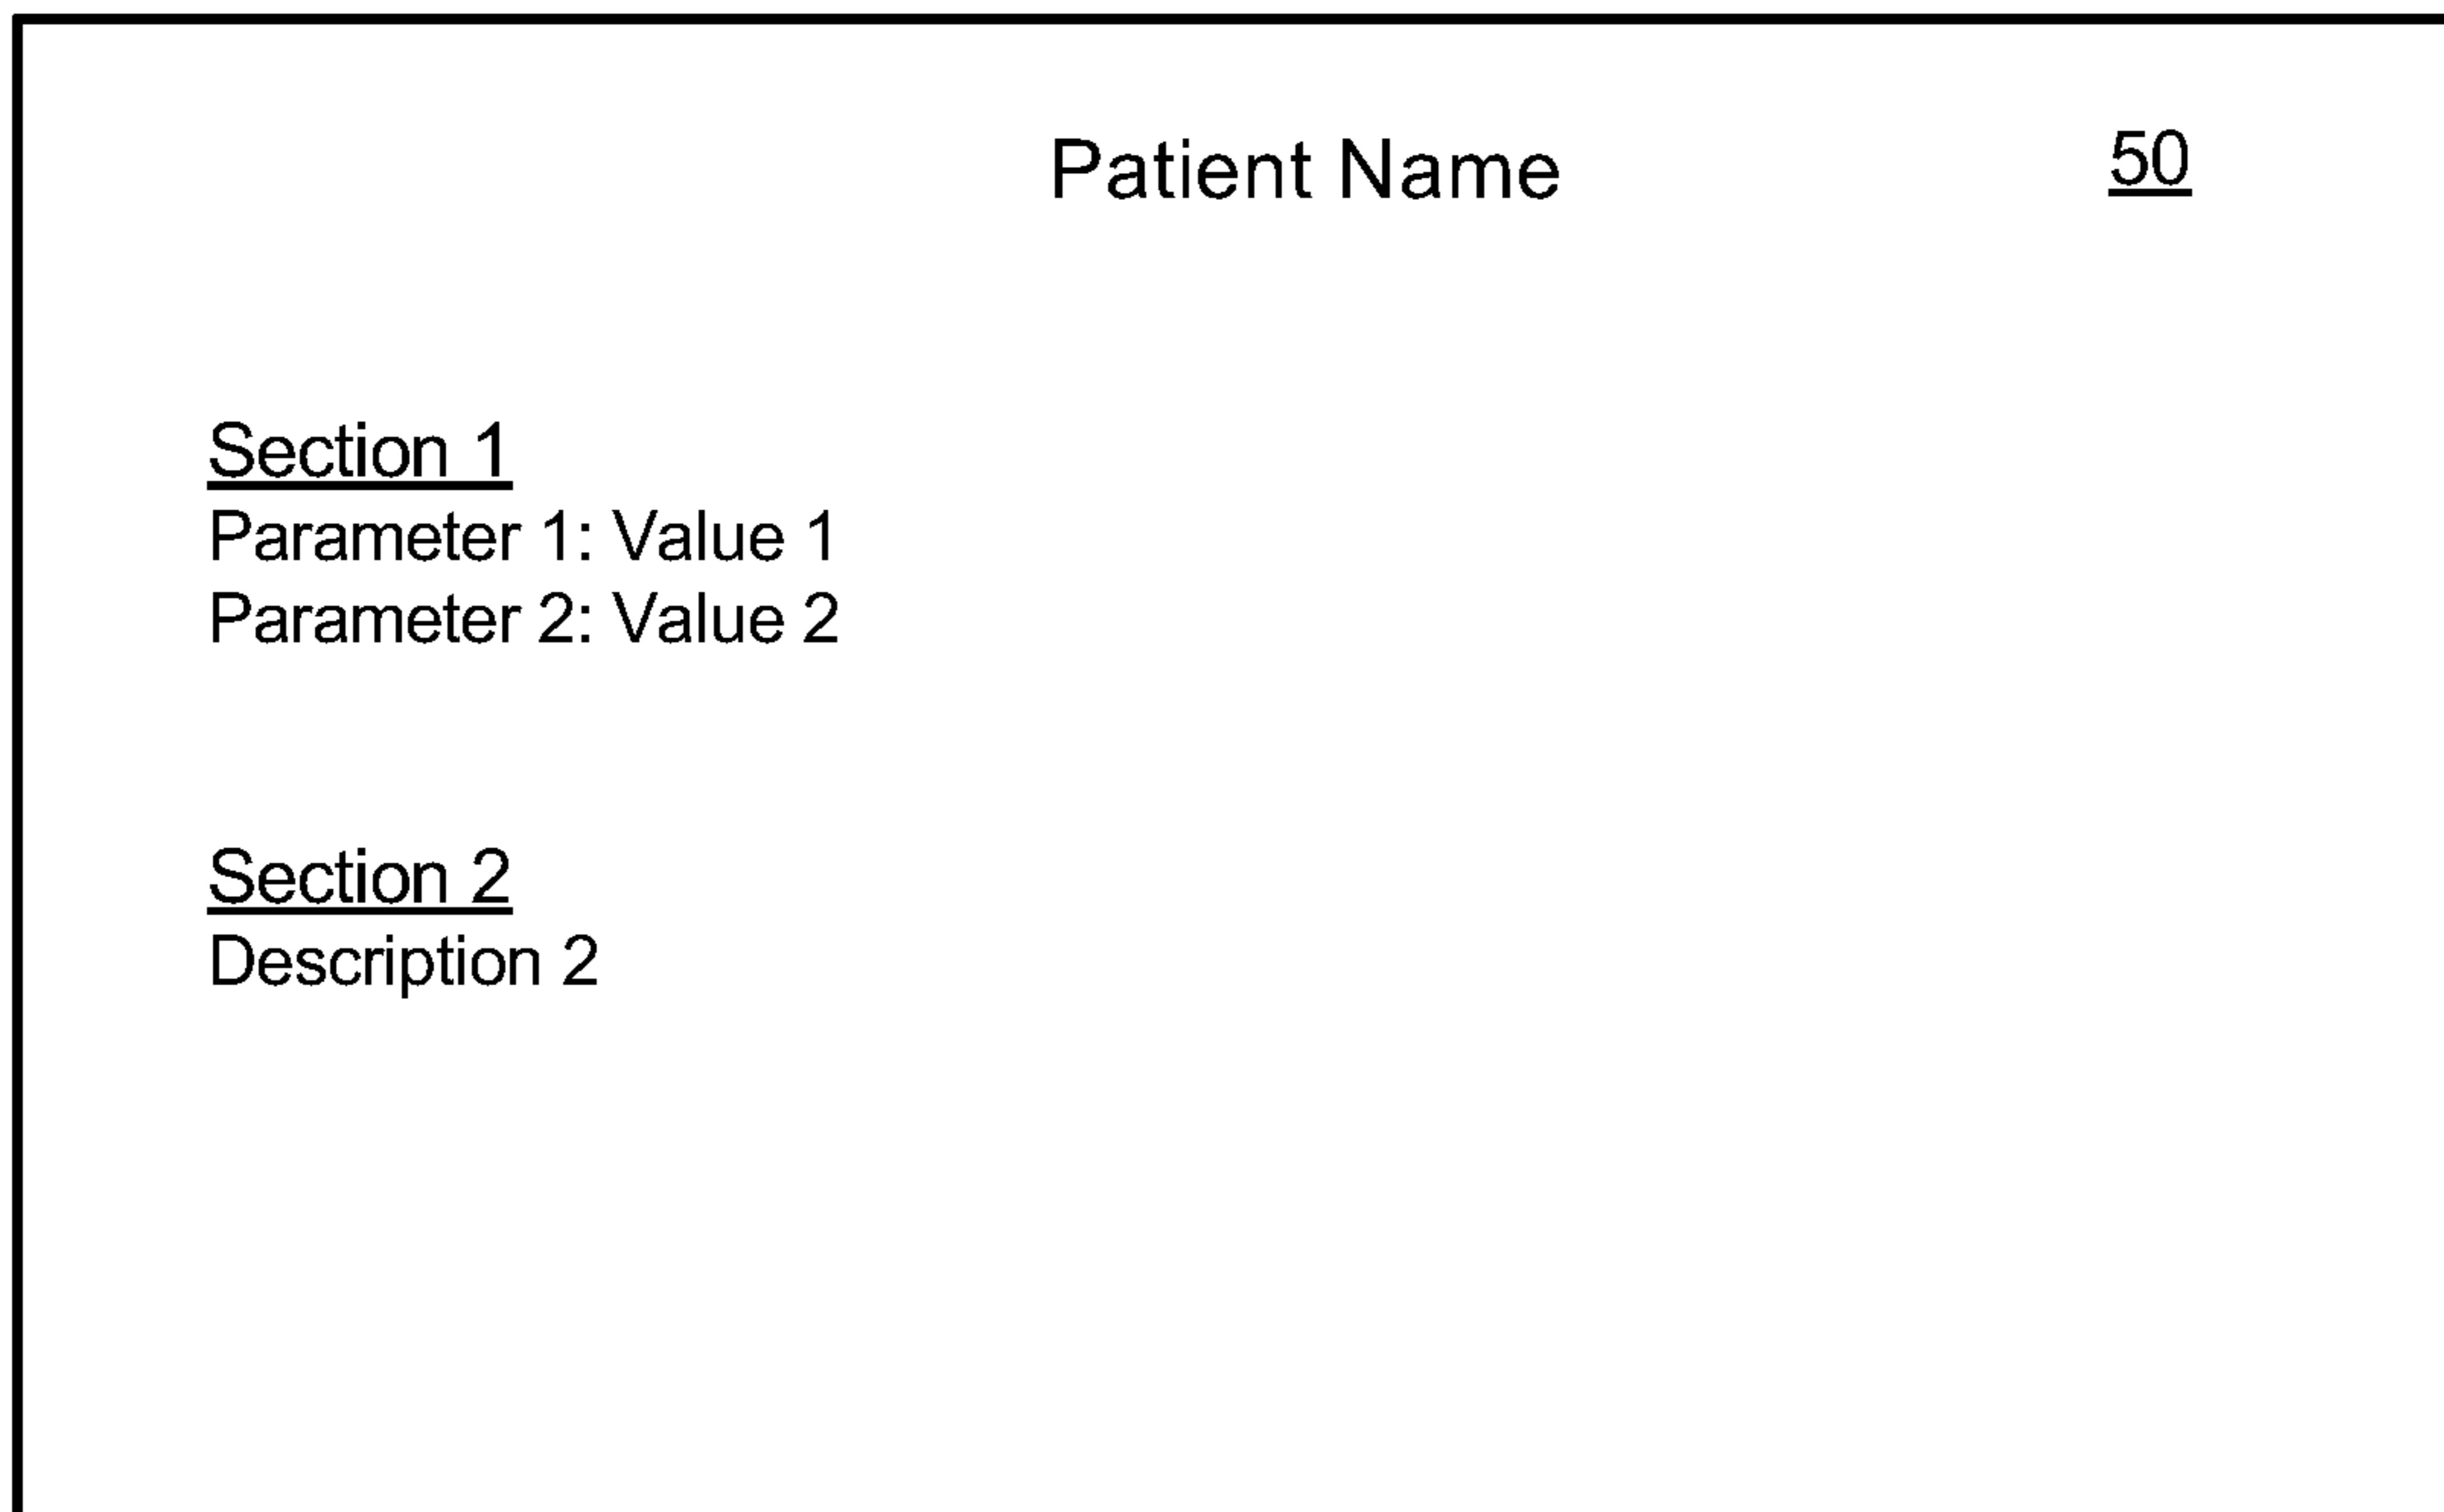 Patient Name 50
Section 1
Parameter 1: Value 1
Parameter 2: Value 2
Section 2
Description 2